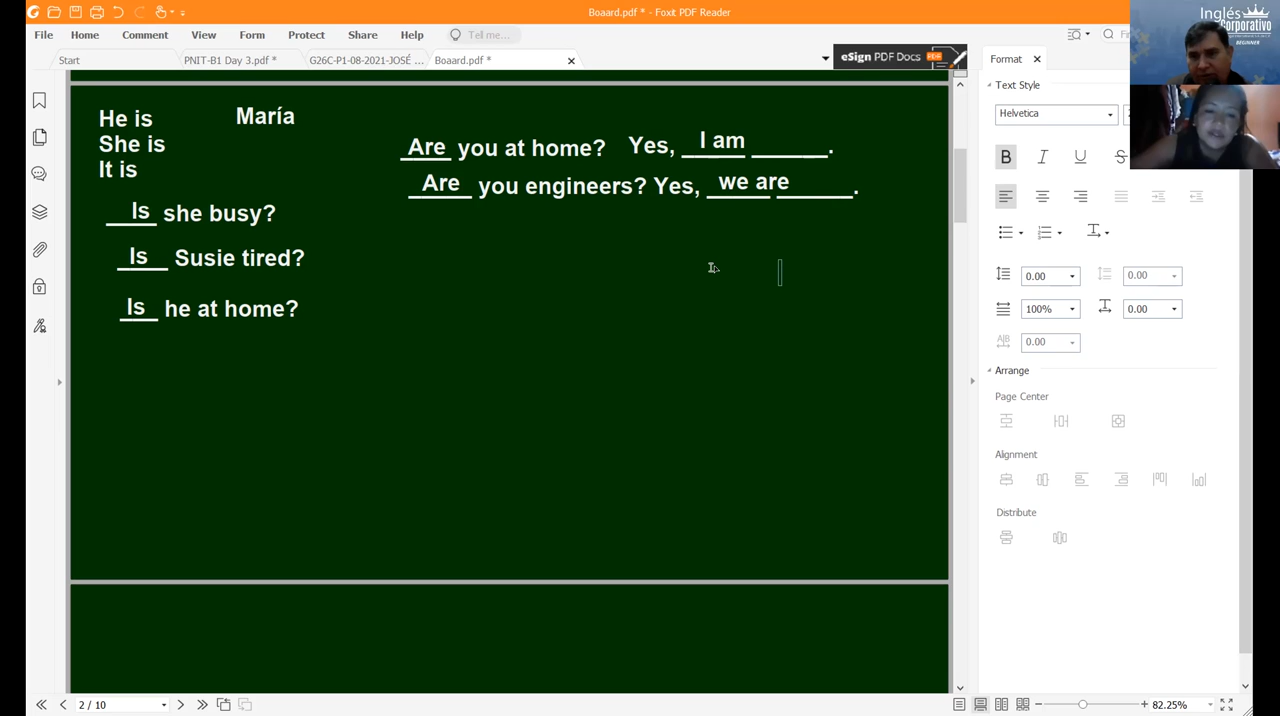 Boaard.pdf * - Foxit PDF Reader
File Home Comment View Form Protect Share Help Tell me...
Start PNIT-B1 Day 3.pdf * G26C-P1-08-2021-JOSÉ ... Boaard.pdf *
eSign PDF Docs
Inglés
Corporativo
BEGINNER
Format
Text Style
Helvetica
B I U S
0.00 0.00
100% 0.00
0.00
Arrange
Page Center
Alignment
Distribute
He is
She is
It is
María
Is she busy?
Is Susie tired?
Is he at home?
Are you at home? Yes, I am ______.
Are you engineers? Yes, we are ______.
2 / 10
82.25%